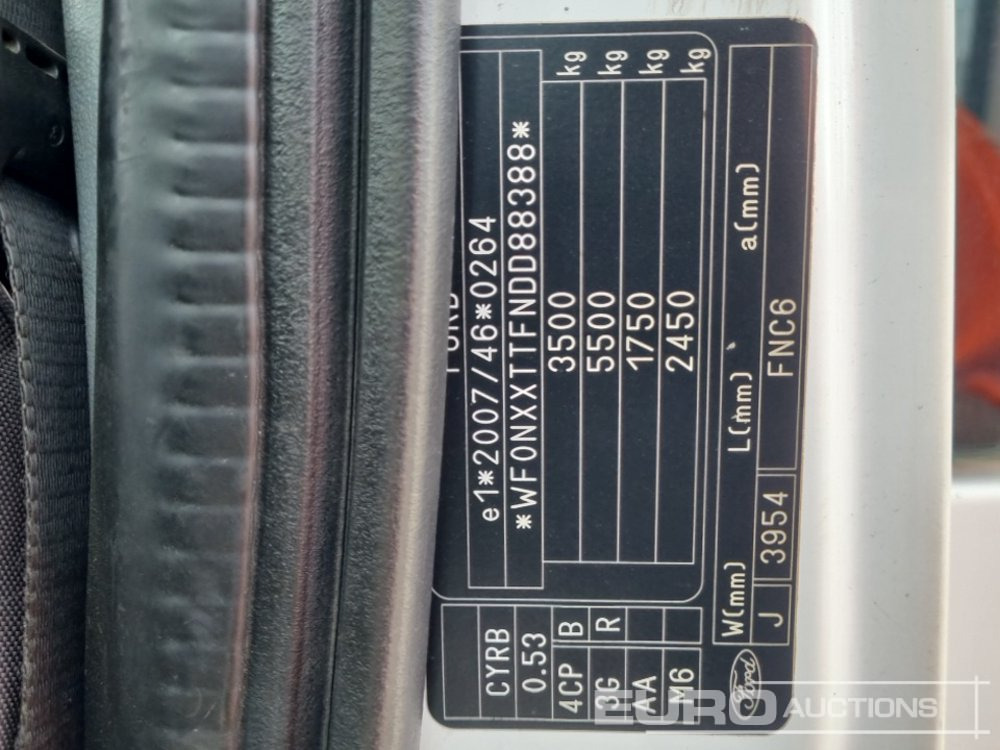 FORD
e1*2007/46*0264
*WF0NXXTTFNDD88388*
3500 kg
5500 kg
1750 kg
2450 kg
CYRB
0.53
4CP B
3G R
AA
M6
Ford W(mm) L(mm) a(mm)
J 3954 FNC6
EURO AUCTIONS